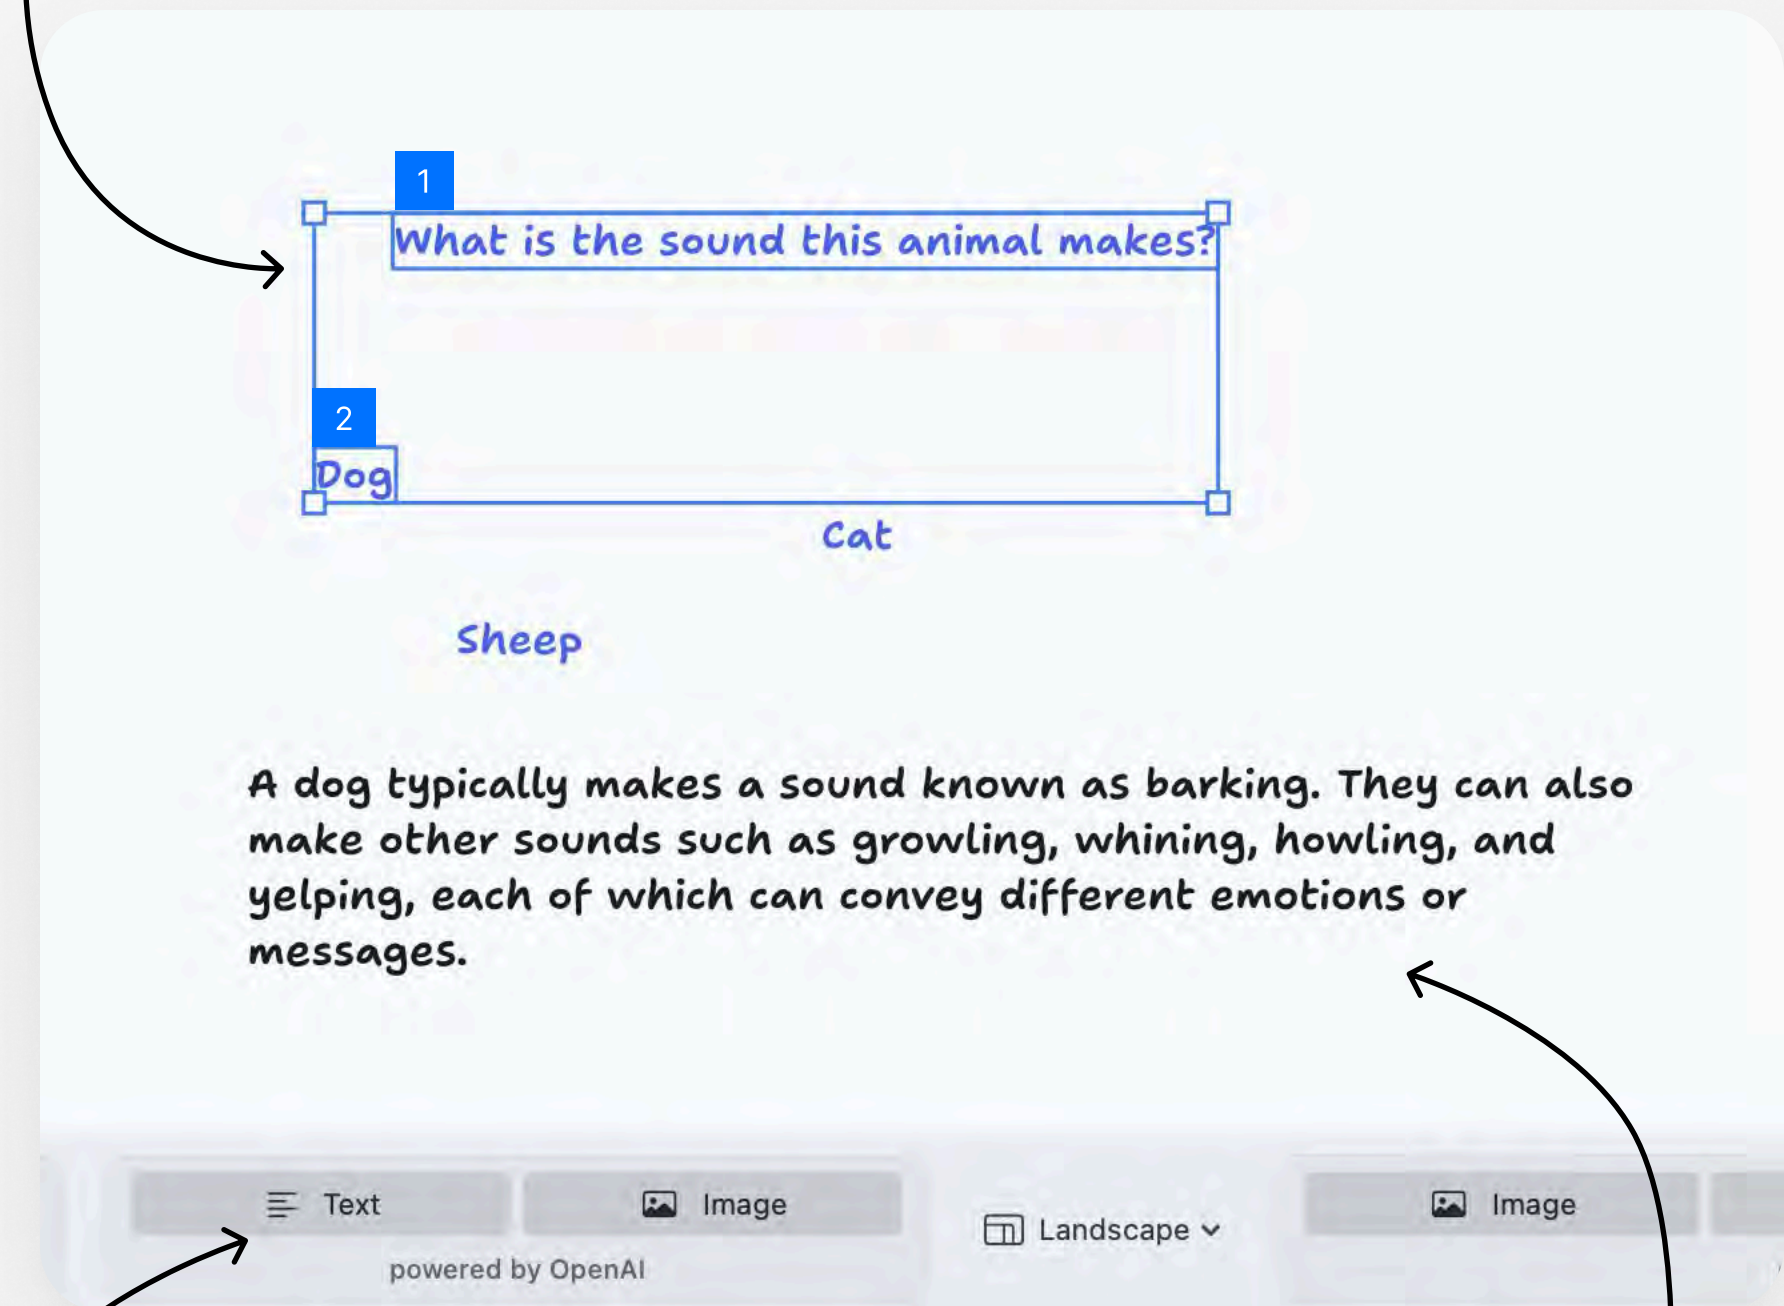 1
What is the sound this animal makes?
2
Dog
Cat
Sheep
A dog typically makes a sound known as barking. They can also
make other sounds such as growling, whining, howling, and
yelping, each of which can convey different emotions or
messages.
Text
Image
Landscape
Image
powered by OpenAI